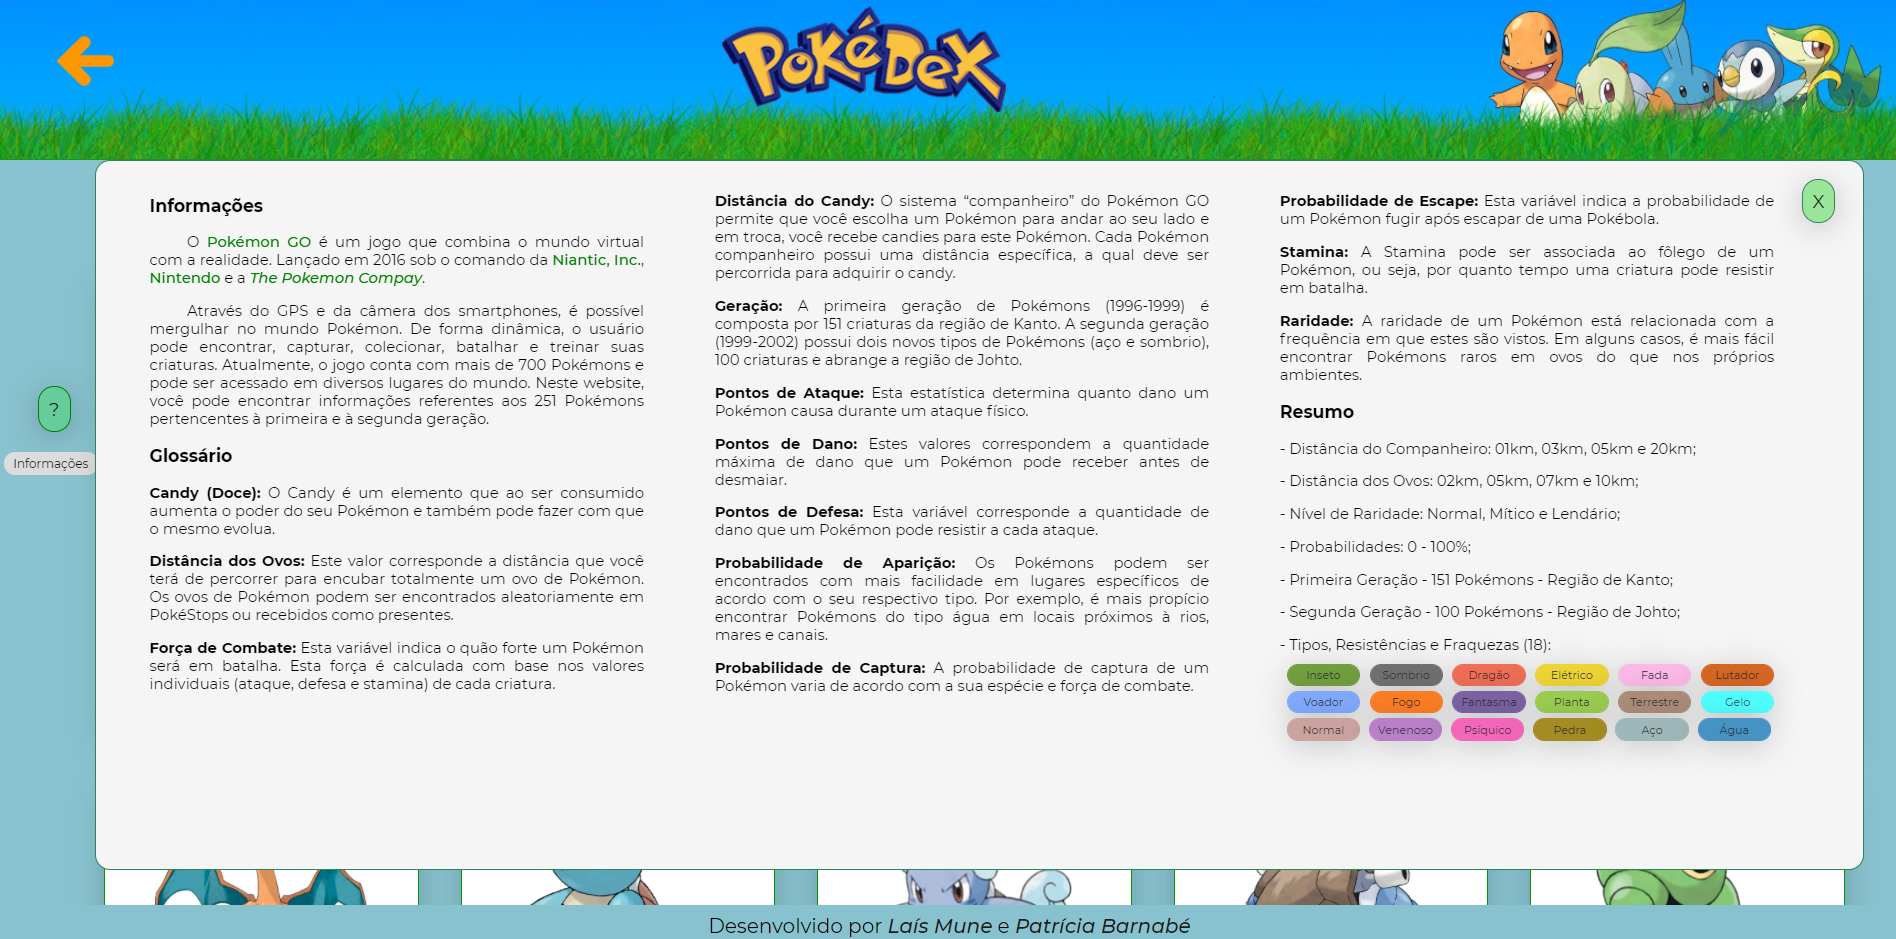 POKéDEX
?
Informações
Informações
O Pokémon GO é um jogo que combina o mundo virtual
com a realidade. Lançado em 2016 sob o comando da Niantic, Inc.,
Nintendo e a The Pokemon Compay.
Através do GPS e da câmera dos smartphones, é possível
mergulhar no mundo Pokémon. De forma dinâmica, o usuário
pode encontrar, capturar, colecionar, batalhar e treinar suas
criaturas. Atualmente, o jogo conta com mais de 700 Pokémons e
pode ser acessado em diversos lugares do mundo. Neste website,
você pode encontrar informações referentes aos 251 Pokémons
pertencentes à primeira e à segunda geração.
Glossário
Candy (Doce): O Candy é um elemento que ao ser consumido
aumenta o poder do seu Pokémon e também pode fazer com que
o mesmo evolua.
Distância dos Ovos: Este valor corresponde a distância que você
terá de percorrer para encubar totalmente um ovo de Pokémon.
Os ovos de Pokémon podem ser encontrados aleatoriamente em
PokéStops ou recebidos como presentes.
Força de Combate: Esta variável indica o quão forte um Pokémon
será em batalha. Esta força é calculada com base nos valores
individuais (ataque, defesa e stamina) de cada criatura.
Distância do Candy: O sistema “companheiro” do Pokémon GO
permite que você escolha um Pokémon para andar ao seu lado e
em troca, você recebe candies para este Pokémon. Cada Pokémon
companheiro possui uma distância específica, a qual deve ser
percorrida para adquirir o candy.
Geração: A primeira geração de Pokémons (1996-1999) é
composta por 151 criaturas da região de Kanto. A segunda geração
(1999-2002) possui dois novos tipos de Pokémons (aço e sombrio),
100 criaturas e abrange a região de Johto.
Pontos de Ataque: Esta estatística determina quanto dano um
Pokémon causa durante um ataque físico.
Pontos de Dano: Estes valores correspondem a quantidade
máxima de dano que um Pokémon pode receber antes de
desmaiar.
Pontos de Defesa: Esta variável corresponde a quantidade de
dano que um Pokémon pode resistir a cada ataque.
Probabilidade de Aparição: Os Pokémons podem ser
encontrados com mais facilidade em lugares específicos de
acordo com o seu respectivo tipo. Por exemplo, é mais propício
encontrar Pokémons do tipo água em locais próximos à rios,
mares e canais.
Probabilidade de Captura: A probabilidade de captura de um
Pokémon varia de acordo com a sua espécie e força de combate.
Probabilidade de Escape: Esta variável indica a probabilidade de
um Pokémon fugir após escapar de uma Pokébola.
Stamina: A Stamina pode ser associada ao fôlego de um
Pokémon, ou seja, por quanto tempo uma criatura pode resistir
em batalha.
Raridade: A raridade de um Pokémon está relacionada com a
frequência em que estes são vistos. Em alguns casos, é mais fácil
encontrar Pokémons raros em ovos do que nos próprios
ambientes.
Resumo
- Distância do Companheiro: 01km, 03km, 05km e 20km;
- Distância dos Ovos: 02km, 05km, 07km e 10km;
- Nível de Raridade: Normal, Mítico e Lendário;
- Probabilidades: 0 - 100%;
- Primeira Geração - 151 Pokémons - Região de Kanto;
- Segunda Geração - 100 Pokémons - Região de Johto;
- Tipos, Resistências e Fraquezas (18):
Inseto Sombrio Dragão Elétrico Fada Lutador
Voador Fogo Fantasma Planta Terrestre Gelo
Normal Venenoso Psíquico Pedra Aço Água
X
Desenvolvido por Laís Mune e Patrícia Barnabé